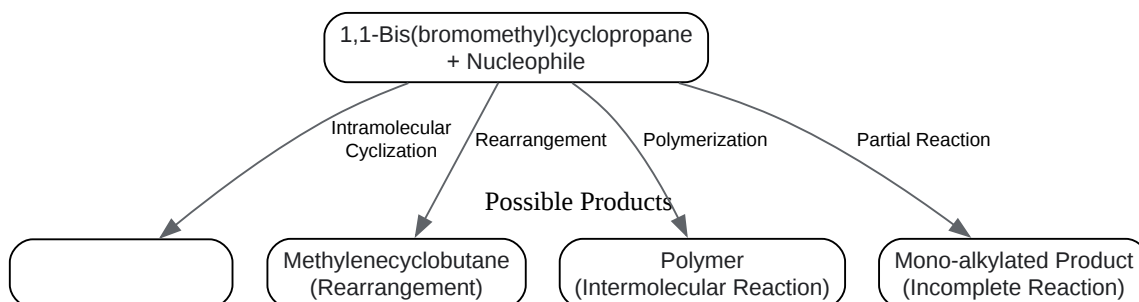 1,1-Bis(bromomethyl)cyclopropane
+ Nucleophile
Intramolecular
Cyclization
Rearrangement
Polymerization
Partial Reaction
Possible Products
Methylenecyclobutane
(Rearrangement)
Polymer
(Intermolecular Reaction)
Mono-alkylated Product
(Incomplete Reaction)